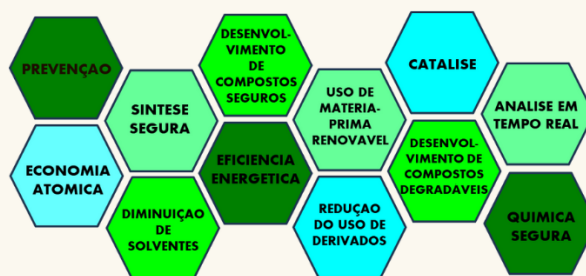 PREVENÇAO
ECONOMIA
ATOMICA
SINTESE
SEGURA
DIMINUIÇAO
DE
SOLVENTES
DESENVOL-
VIMENTO
DE
COMPOSTOS
SEGUROS
EFICIENCIA
ENERGETICA
USO DE
MATERIA-
PRIMA
RENOVAVEL
REDUÇAO
DO USO DE
DERIVADOS
CATALISE
DESENVOL-
VIMENTO DE
COMPOSTOS
DEGRADAVEIS
ANALISE EM
TEMPO REAL
QUIMICA
SEGURA